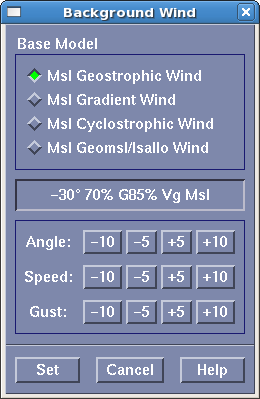 Background Wind
Base Model
Msl Geostrophic Wind
Msl Gradient Wind
Msl Cyclostrophic Wind
Msl Geomsl/Isallo Wind
-30° 70% G85% Vg Msl
Angle: -10 -5 +5 +10
Speed: -10 -5 +5 +10
Gust: -10 -5 +5 +10
Set Cancel Help